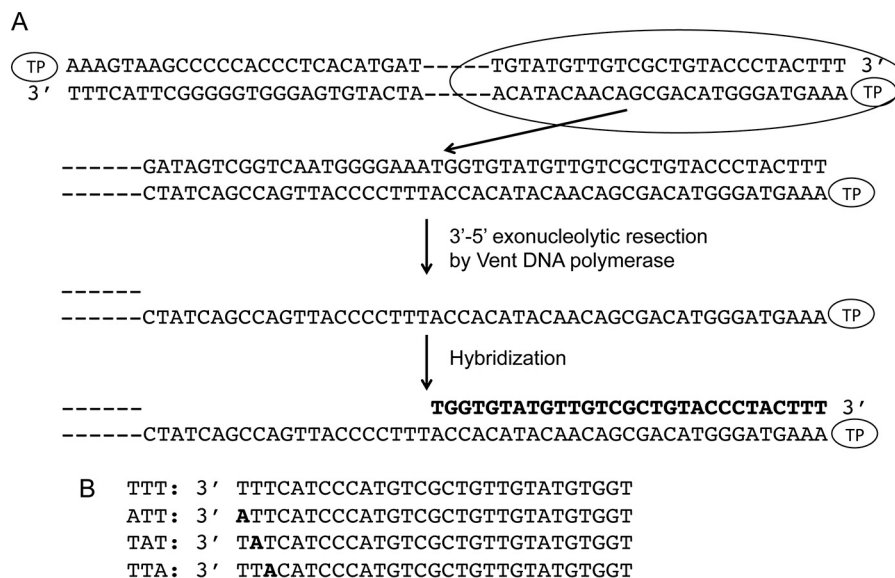 A
TP AAAGTAAGCCCCCACCCTCACATGAT-----TGTATGTTGTCGCTGTACCCTACTTT 3′
3′ TTTCATTCGGGGGTGGGAGTGTACTA-----ACATACAACAGCGACATGGGATGAAA TP
------GATAGTCGGTCAATGGGGAAATGGTGTATGTTGTCGCTGTACCCTACTTT
------CTATCAGCCAGTTACCCCTTTACCACATACAACAGCGACATGGGATGAAA TP
3’-5’ exonucleolytic resection
by Vent DNA polymerase
------
------CTATCAGCCAGTTACCCCTTTACCACATACAACAGCGACATGGGATGAAA TP
Hybridization
------ TGGTGTATGTTGTCGCTGTACCCTACTTT 3′
------CTATCAGCCAGTTACCCCTTTACCACATACAACAGCGACATGGGATGAAA TP
B TTT: 3′ TTTCATCCCATGTCGCTGTTGTATGTGGT
ATT: 3′ ATTCATCCCATGTCGCTGTTGTATGTGGT
TAT: 3′ TATCATCCCATGTCGCTGTTGTATGTGGT
TTA: 3′ TTACATCCCATGTCGCTGTTGTATGTGGT